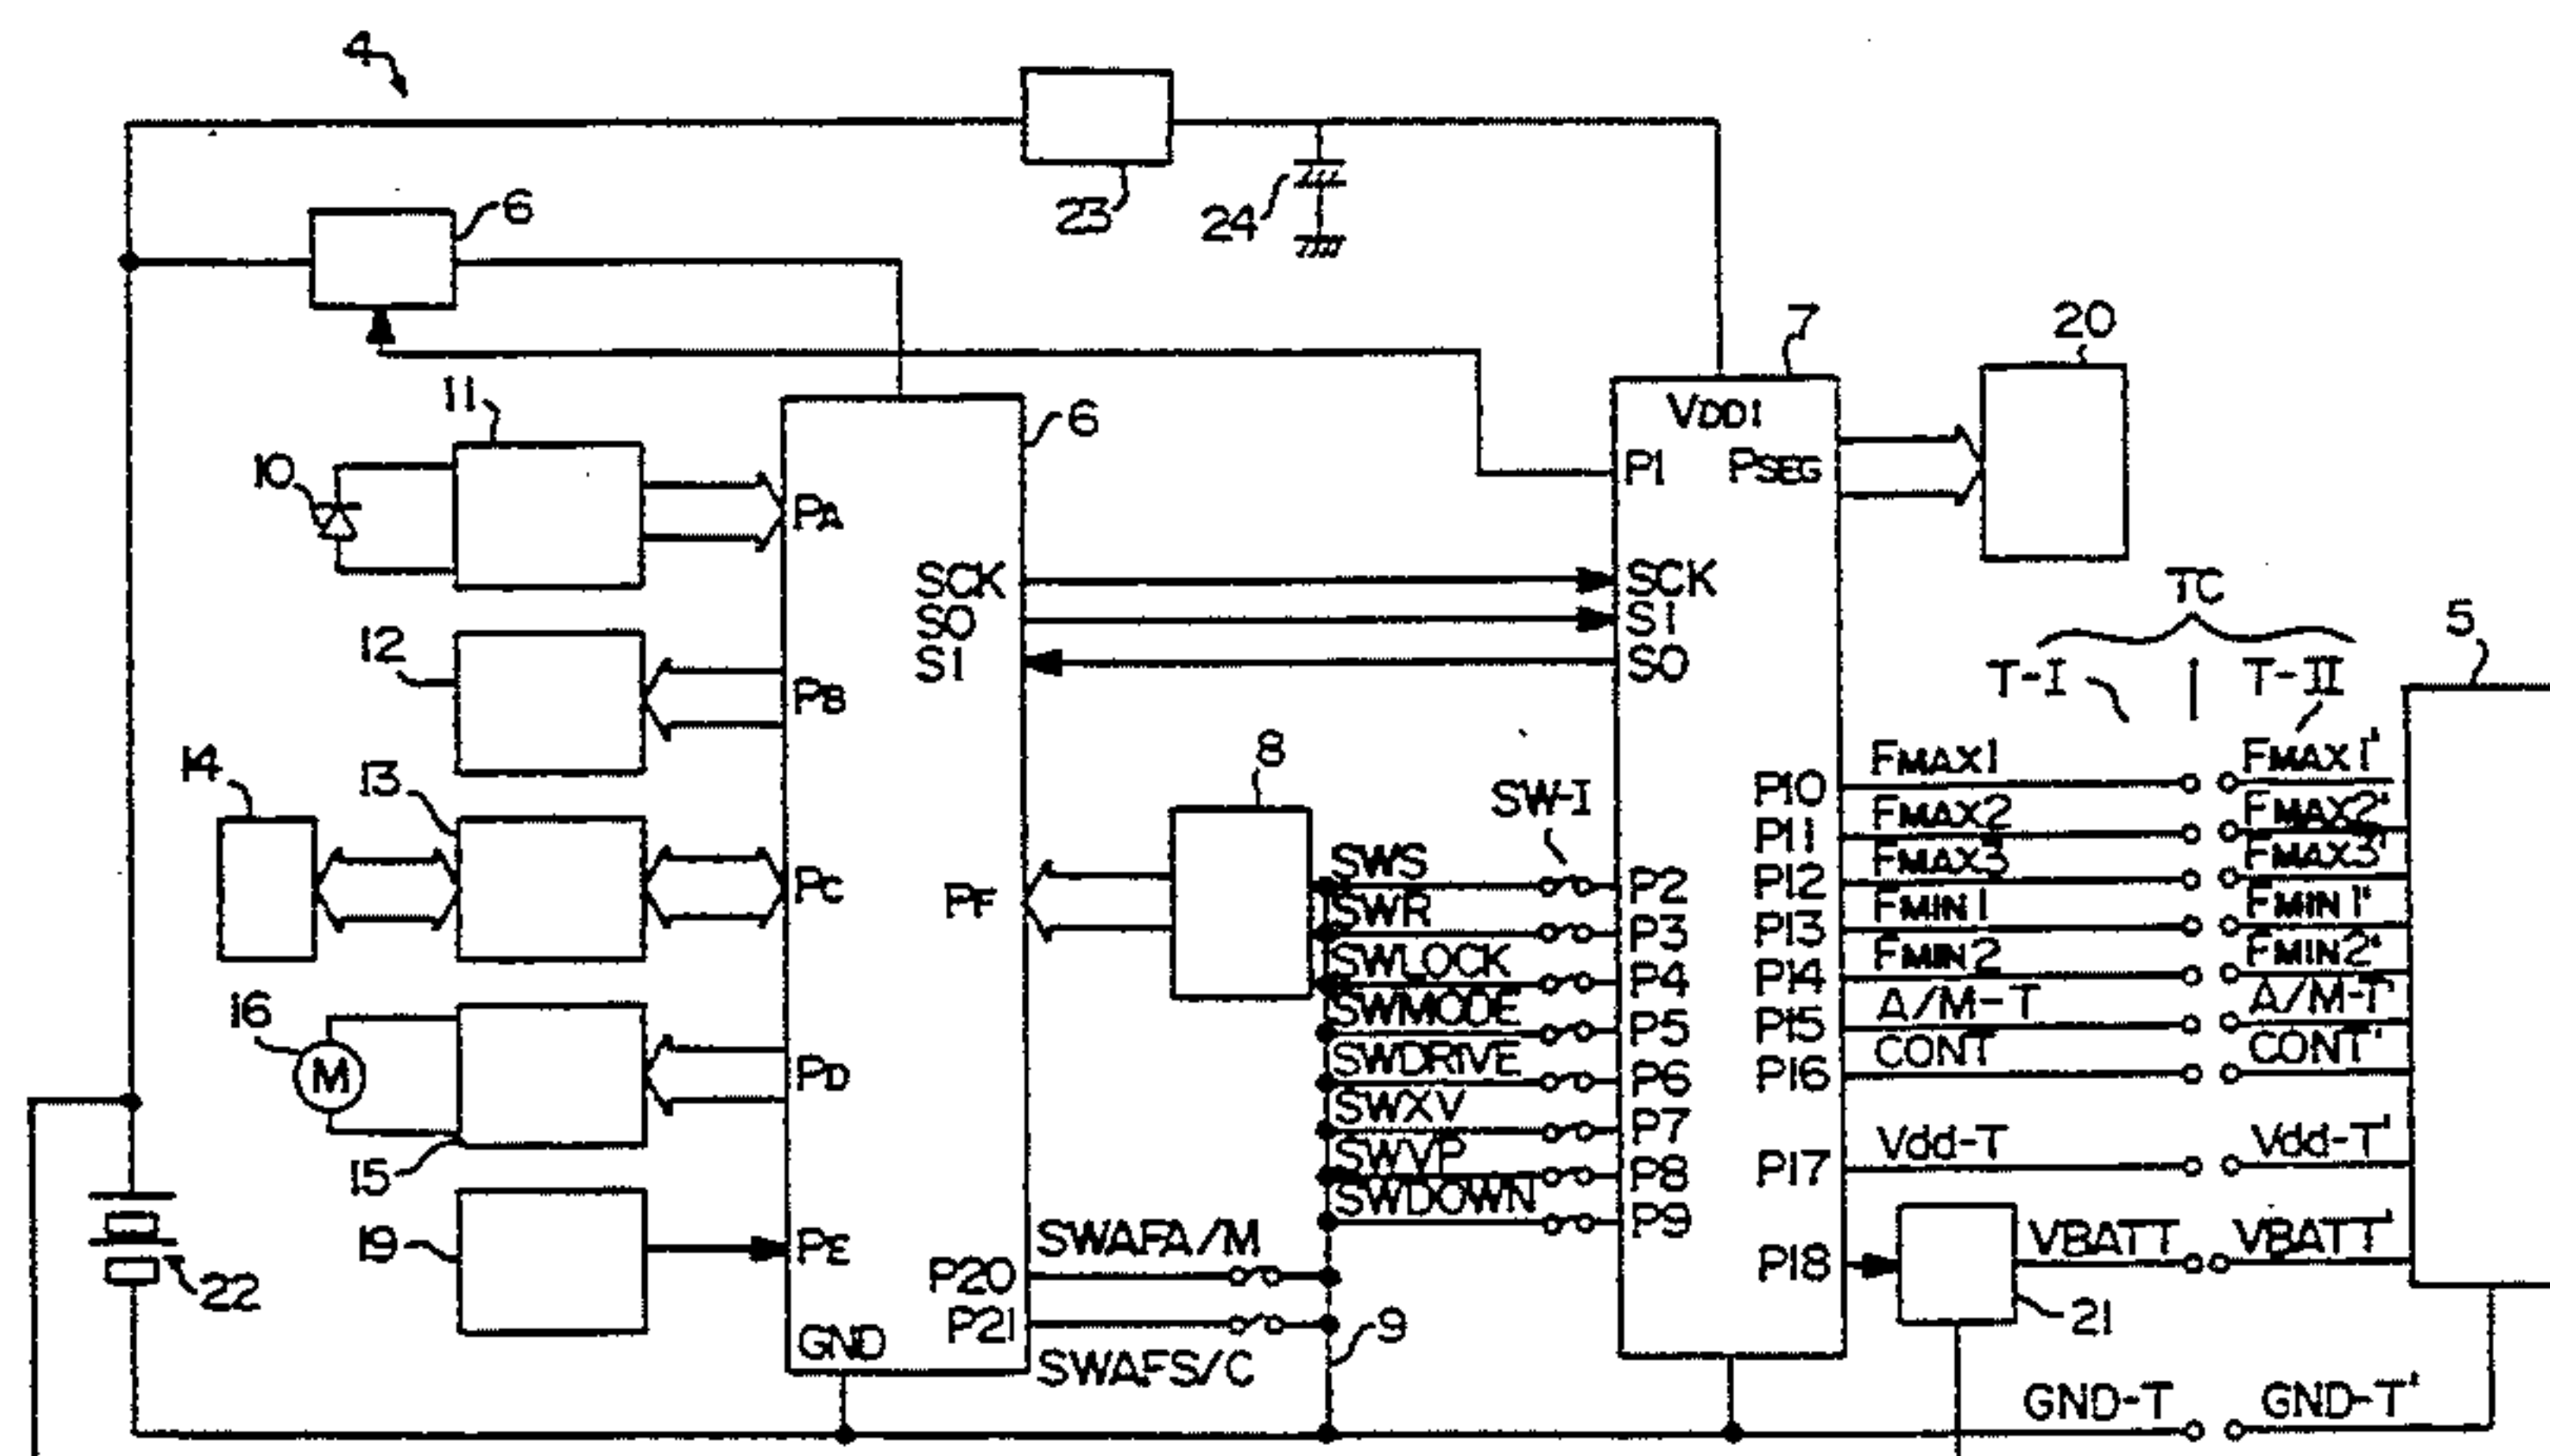 4
23
24
6
7
20
11
6
VDD1
P1
PSEG
10
PA
SCK
SCK
TC
5
SO
SI
12
SI
SO
T-I
T-II
PB
14
13
8
SW-I
P10
FMAX1
FMAX1'
P11
FMAX2
FMAX2'
SWS
P2
P12
FMAX3
FMAX3'
PC
PF
SWR
P3
P13
FMIN1
FMIN1'
SWLOCK
P4
P14
FMIN2
FMIN2'
16
SWMODE
P5
P15
A/M-T
A/M-T'
M
PD
SWDRIVE
P6
P16
CONT
CONT'
SWXV
P7
15
SWVP
P8
P17
Vdd-T
Vdd-T'
SWDOWN
P9
19
PE
SWAFA/M
P18
VBATT
VBATT'
22
P20
21
GND
P21
9
SWAFS/C
GND-T
GND-T'